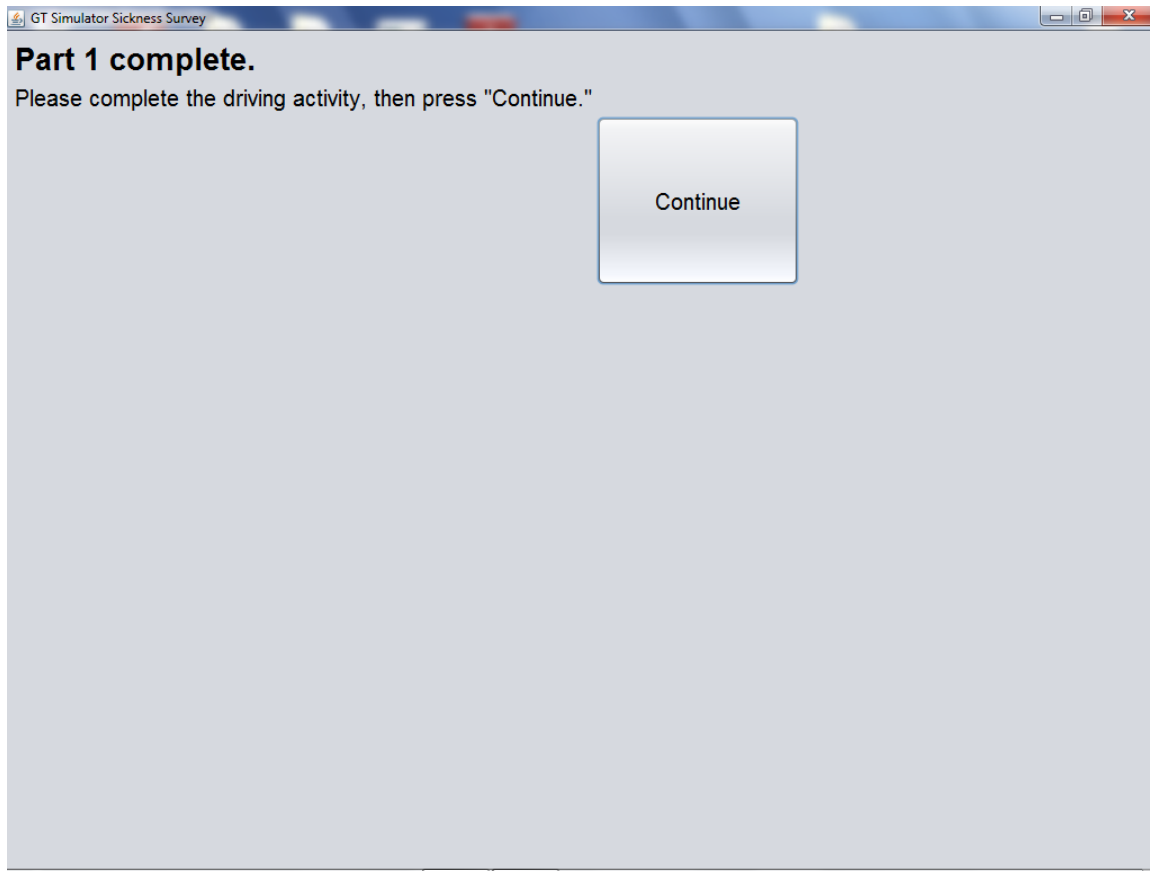 GT Simulator Sickness Survey
Part 1 complete.
Please complete the driving activity, then press "Continue."
Continue